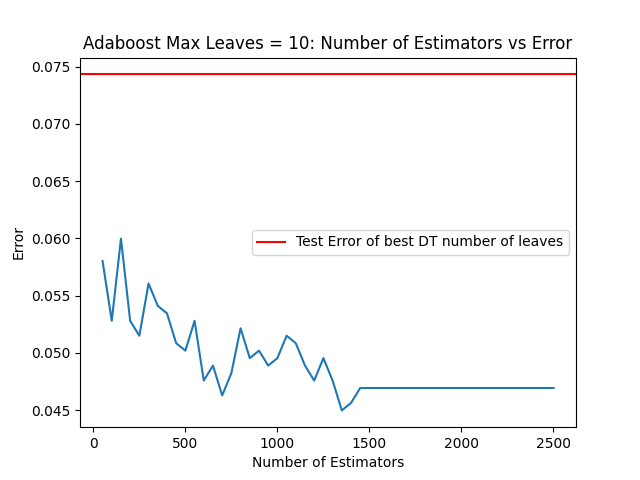 Adaboost Max Leaves = 10: Number of Estimators vs Error
0.075
0.070
0.065
0.060
0.055
0.050
0.045
Error
Test Error of best DT number of leaves
0 500 1000 1500 2000 2500
Number of Estimators